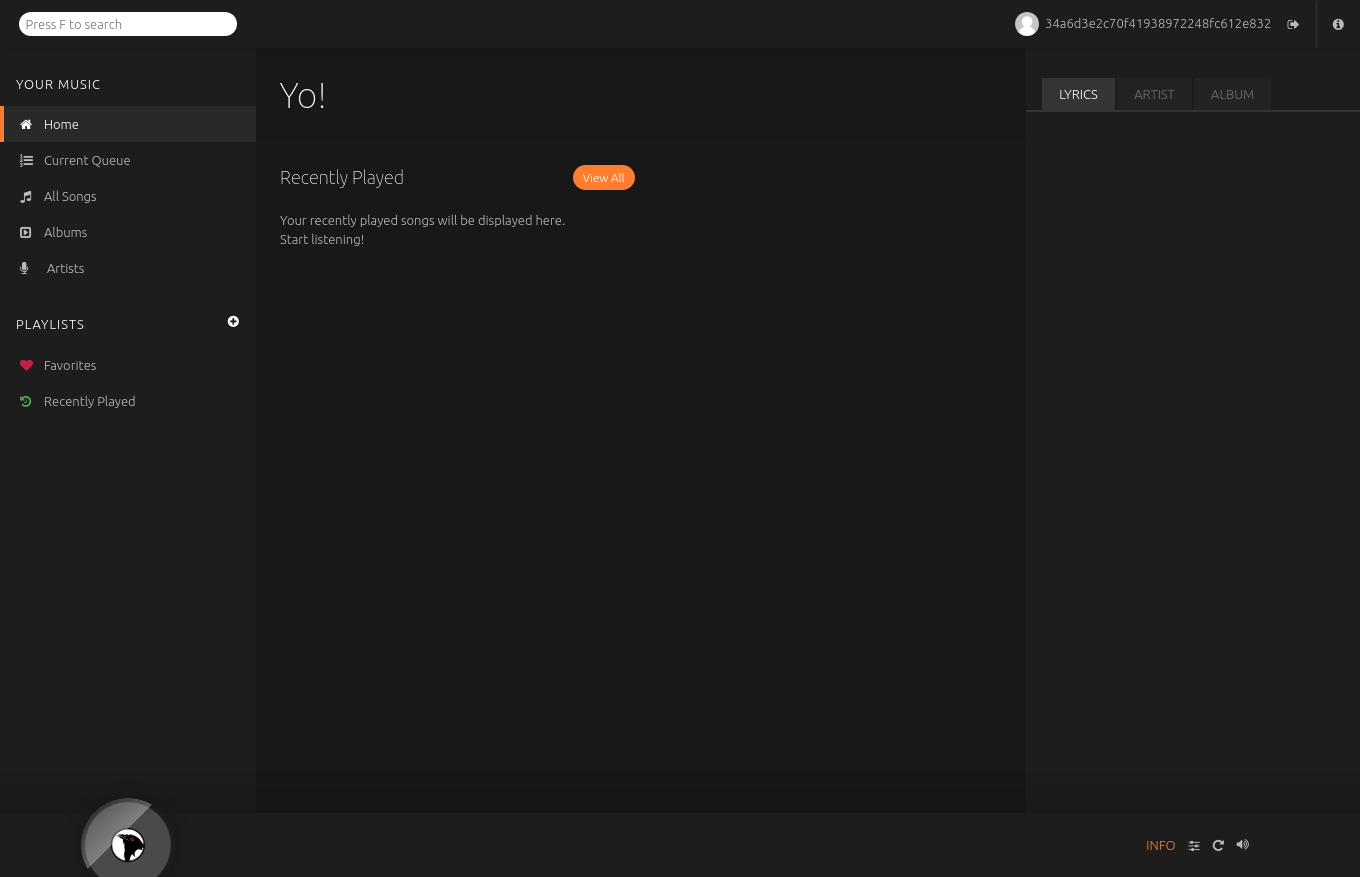 Press F to search
34a6d3e2c70f41938972248fc612e832
YOUR MUSIC
Home
Current Queue
All Songs
Albums
Artists
PLAYLISTS
Favorites
Recently Played
Yo!
Recently Played
View All
Your recently played songs will be displayed here.
Start listening!
LYRICS
ARTIST
ALBUM
INFO